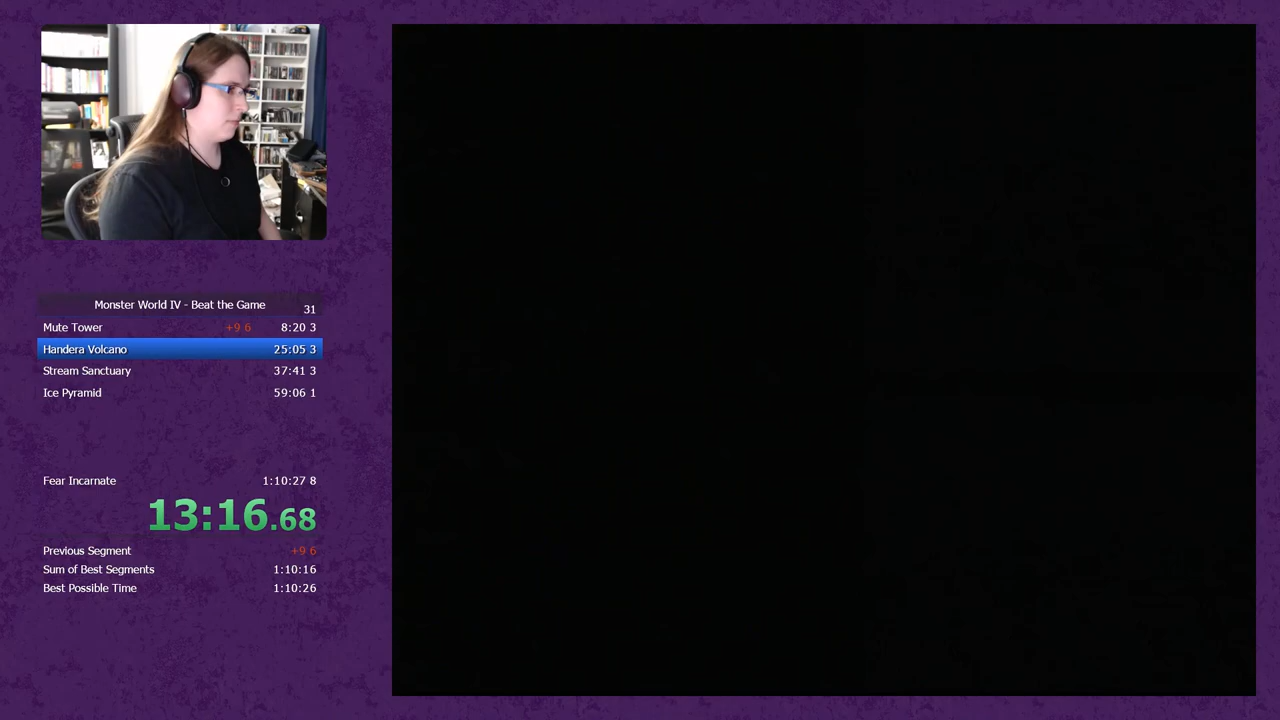 Monster World IV - Beat the Game
31
Mute Tower +9 6 8:20 3
Handera Volcano 25:05 3
Stream Sanctuary 37:41 3
Ice Pyramid 59:06 1
Fear Incarnate 1:10:27 8
13:16.68
Previous Segment +9 6
Sum of Best Segments 1:10:16
Best Possible Time 1:10:26